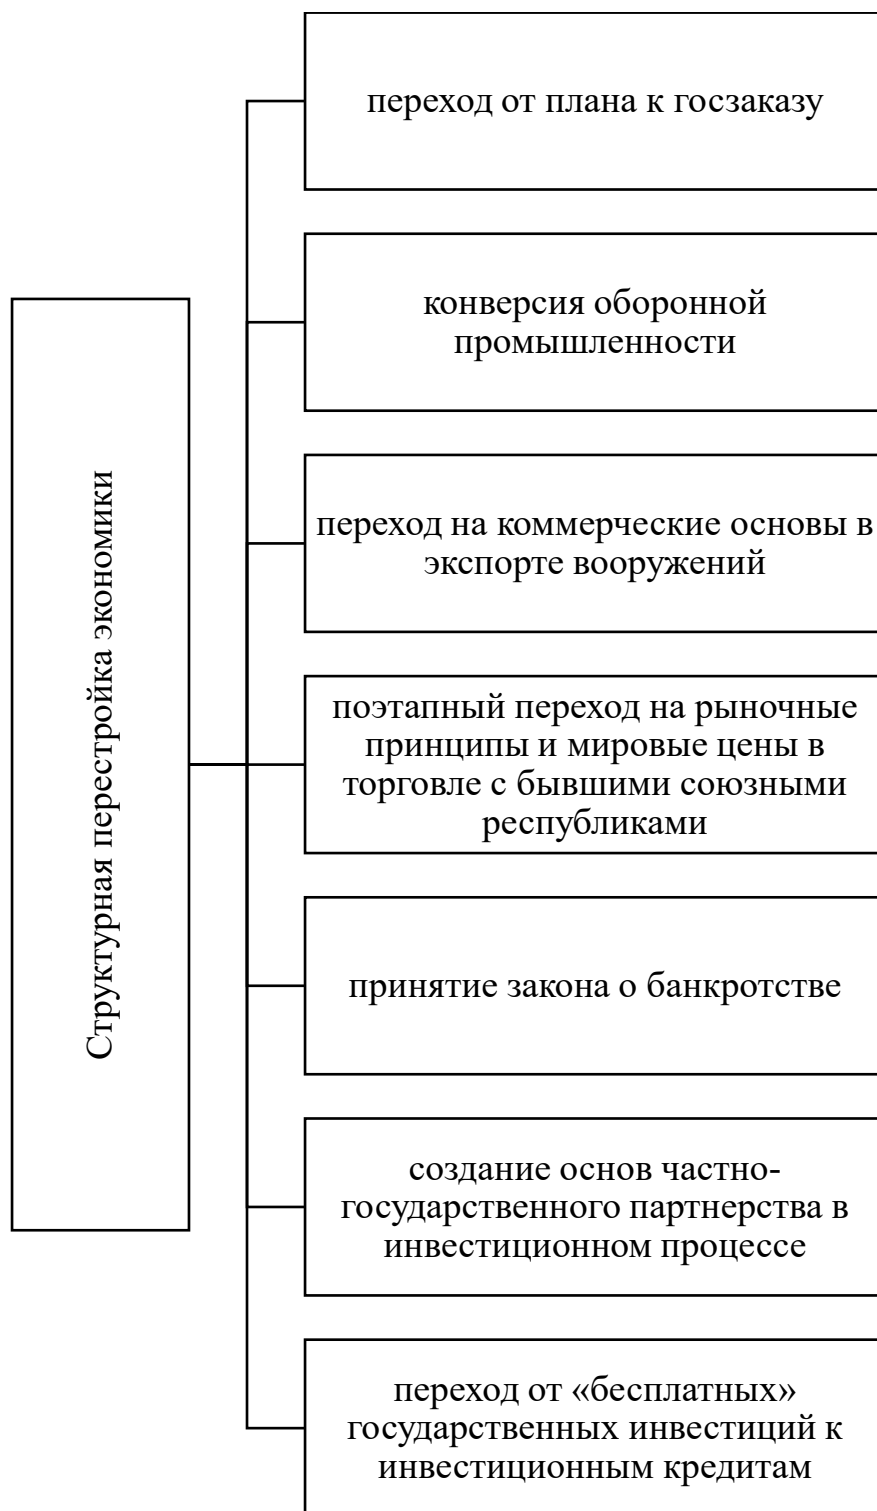 Структурная перестройка экономики
переход от плана к госзаказу
конверсия оборонной
промышленности
переход на коммерческие основы в
экспорте вооружений
поэтапный переход на рыночные
принципы и мировые цены в
торговле с бывшими союзными
республиками
принятие закона о банкротстве
создание основ частно-
государственного партнерства в
инвестиционном процессе
переход от «бесплатных»
государственных инвестиций к
инвестиционным кредитам